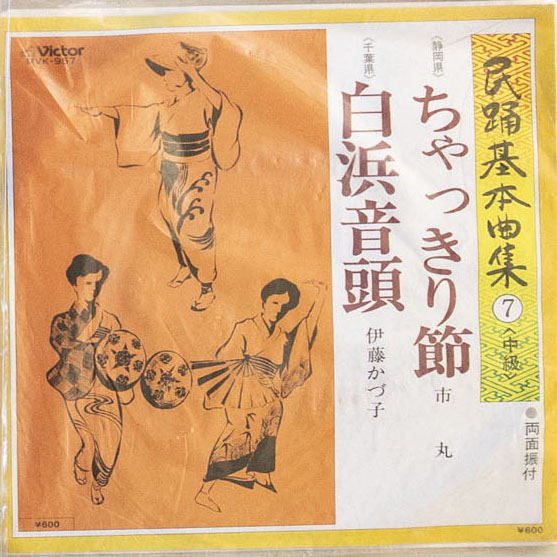 Victor
MVK-957
民踊基本曲集
⑦〈中級〉
●両面振付
〈静岡県〉
ちゃっきり節
市丸
〈千葉県〉
白浜音頭
伊藤かづ子
¥600
¥600